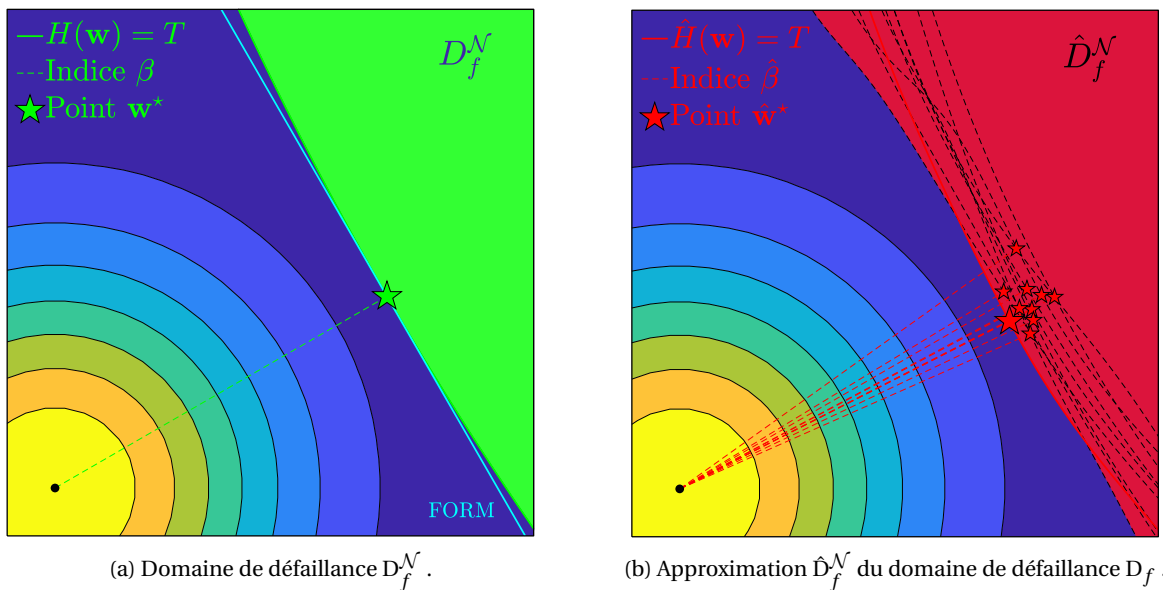 H(w) = T
Indice β
Point w⋆
D_f^𝒩
FORM
(a) Domaine de défaillance D_f^𝒩 .
Ĥ(w) = T
Indice β̂
Point ŵ⋆
D̂_f^𝒩
(b) Approximation D̂_f^𝒩 du domaine de défaillance D_f .